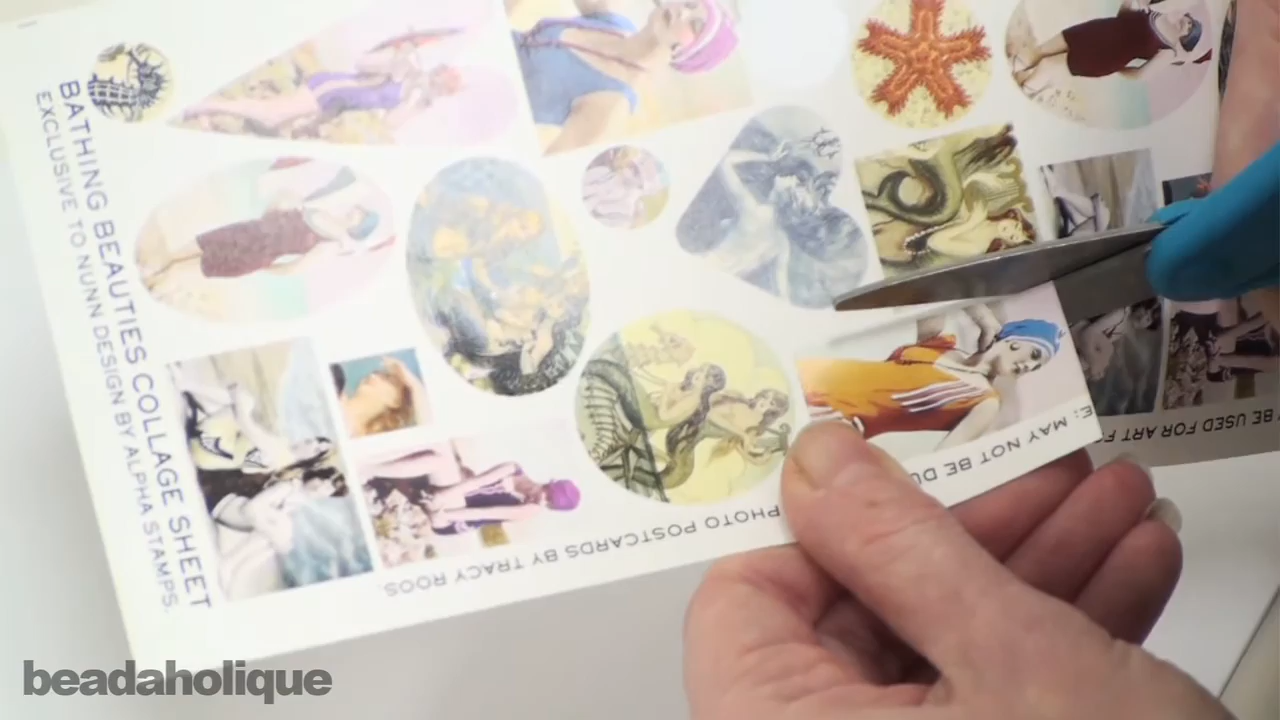 BATHING BEAUTIES COLLAGE SHEET
EXCLUSIVE TO NUNN DESIGN BY ALPHA STAMPS.
PHOTO POSTCARDS BY TRACY ROOS
E: MAY NOT BE DU
BE USED FOR ART F
beadaholique